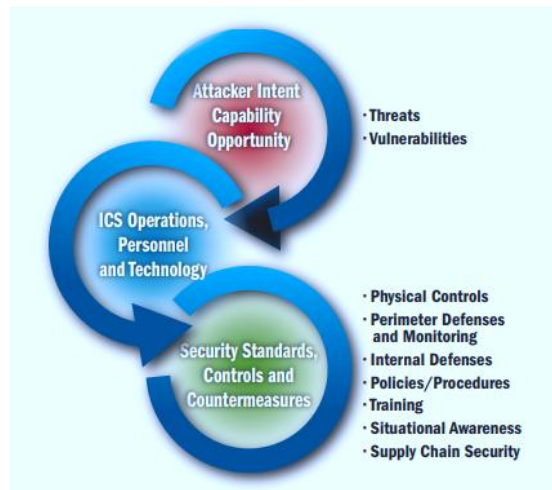 Attacker Intent
Capability
Opportunity
· Threats
· Vulnerabilities
ICS Operations,
Personnel
and Technology
Security Standards,
Controls and
Countermeasures
· Physical Controls
· Perimeter Defenses
and Monitoring
· Internal Defenses
· Policies/Procedures
· Training
· Situational Awareness
· Supply Chain Security